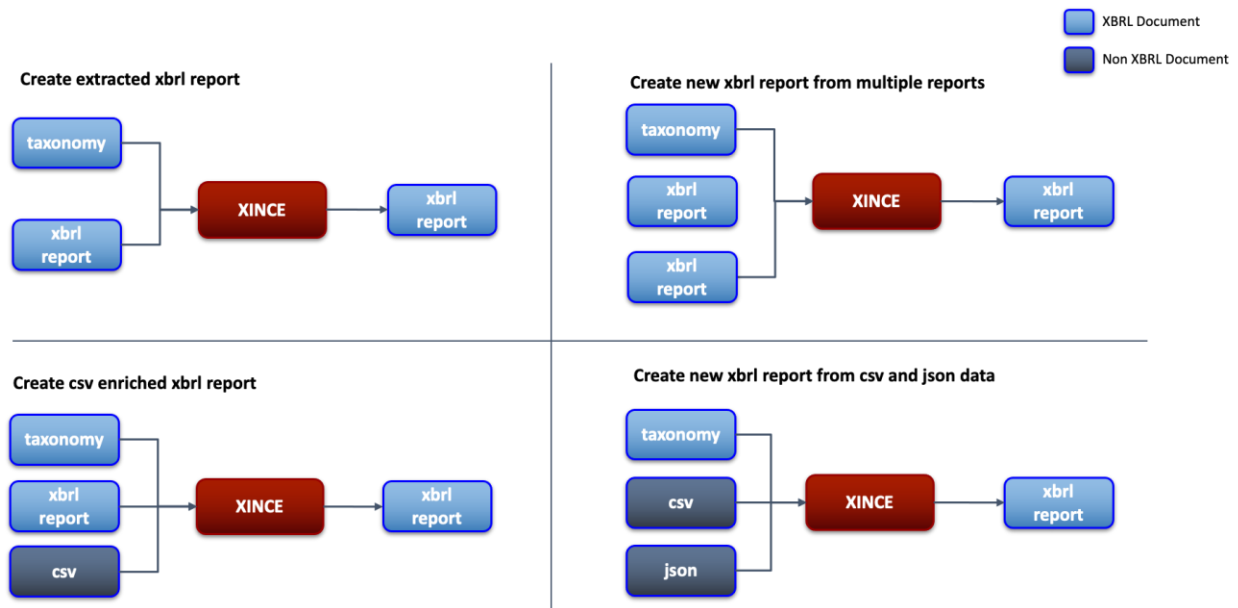 XBRL Document
Non XBRL Document
Create extracted xbrl report
taxonomy
xbrl
report
XINCE
xbrl
report
Create new xbrl report from multiple reports
taxonomy
xbrl
report
xbrl
report
XINCE
xbrl
report
Create csv enriched xbrl report
taxonomy
xbrl
report
csv
XINCE
xbrl
report
Create new xbrl report from csv and json data
taxonomy
csv
json
XINCE
xbrl
report